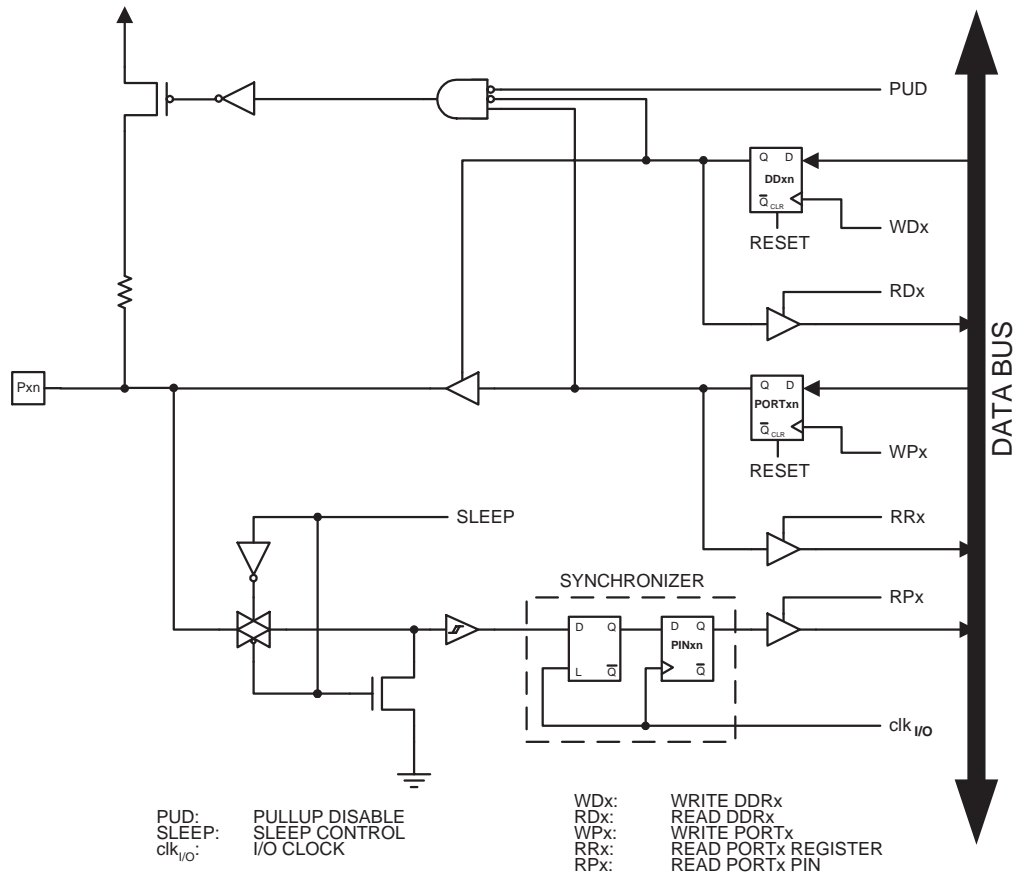 PUD
Q D
DDxn
Q CLR
WDx
RESET
RDx
DATA BUS
Pxn
Q D
PORTxn
Q CLR
WPx
RESET
RRx
SLEEP
SYNCHRONIZER
RPx
D Q
L Q
D Q
PINxn
Q
clk I/O
PUD: PULLUP DISABLE
SLEEP: SLEEP CONTROL
clkI/O: I/O CLOCK
WDx: WRITE DDRx
RDx: READ DDRx
WPx: WRITE PORTx
RRx: READ PORTx REGISTER
RPx: READ PORTx PIN